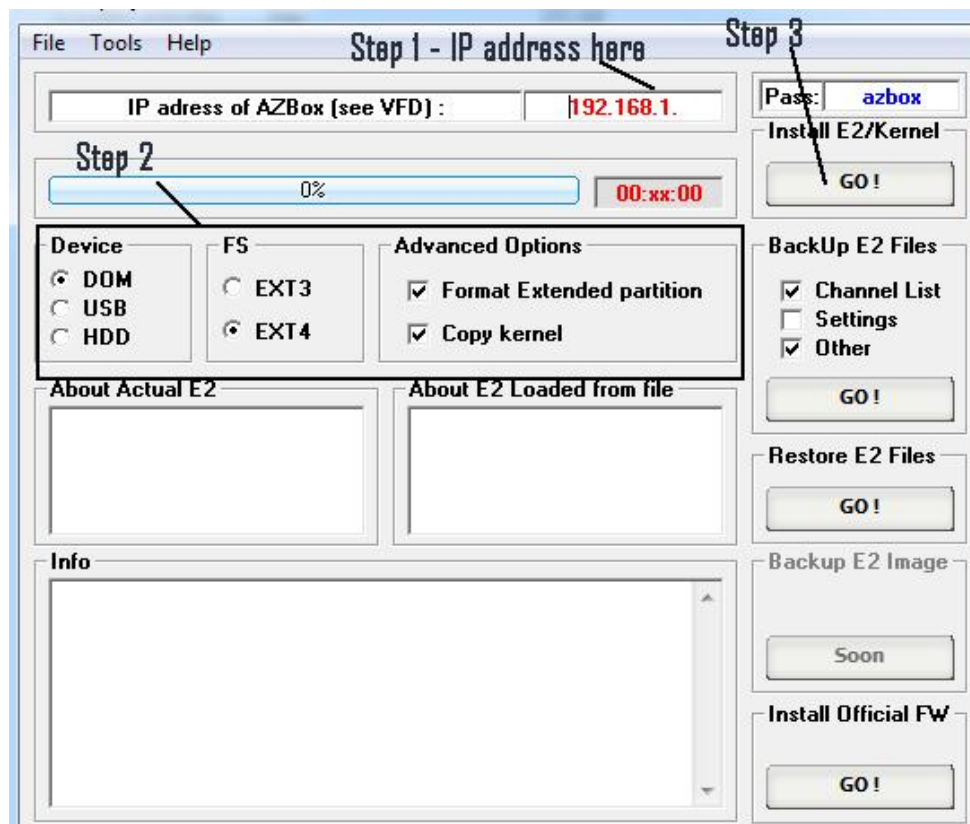 File Tools Help
Step 1 - IP address here
Step 3
IP adress of AZBox (see VFD) :
192.168.1.
Pass: azbox
Install E2/Kernel
GO !
Step 2
0%
00:xx:00
Device
DOM
USB
HDD
FS
EXT3
EXT4
Advanced Options
Format Extended partition
Copy kernel
BackUp E2 Files
Channel List
Settings
Other
GO !
About Actual E2
About E2 Loaded from file
Restore E2 Files
GO !
Info
Backup E2 Image
Soon
Install Official FW
GO !